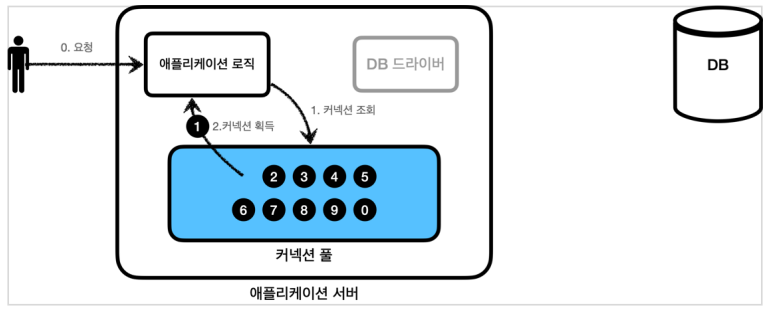 0. 요청
애플리케이션 로직
DB 드라이버
DB
1. 커넥션 조회
1 2.커넥션 획득
2 3 4 5
6 7 8 9 0
커넥션 풀
애플리케이션 서버